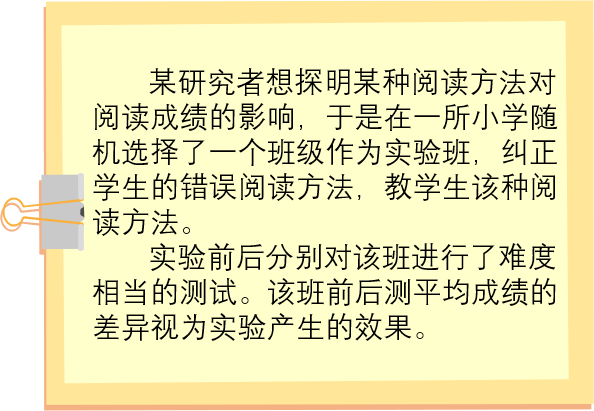 某研究者想探明某种阅读方法对
阅读成绩的影响，于是在一所小学随
机选择了一个班级作为实验班，纠正
学生的错误阅读方法，教学生该种阅
读方法。
实验前后分别对该班进行了难度
相当的测试。该班前后测平均成绩的
差异视为实验产生的效果。